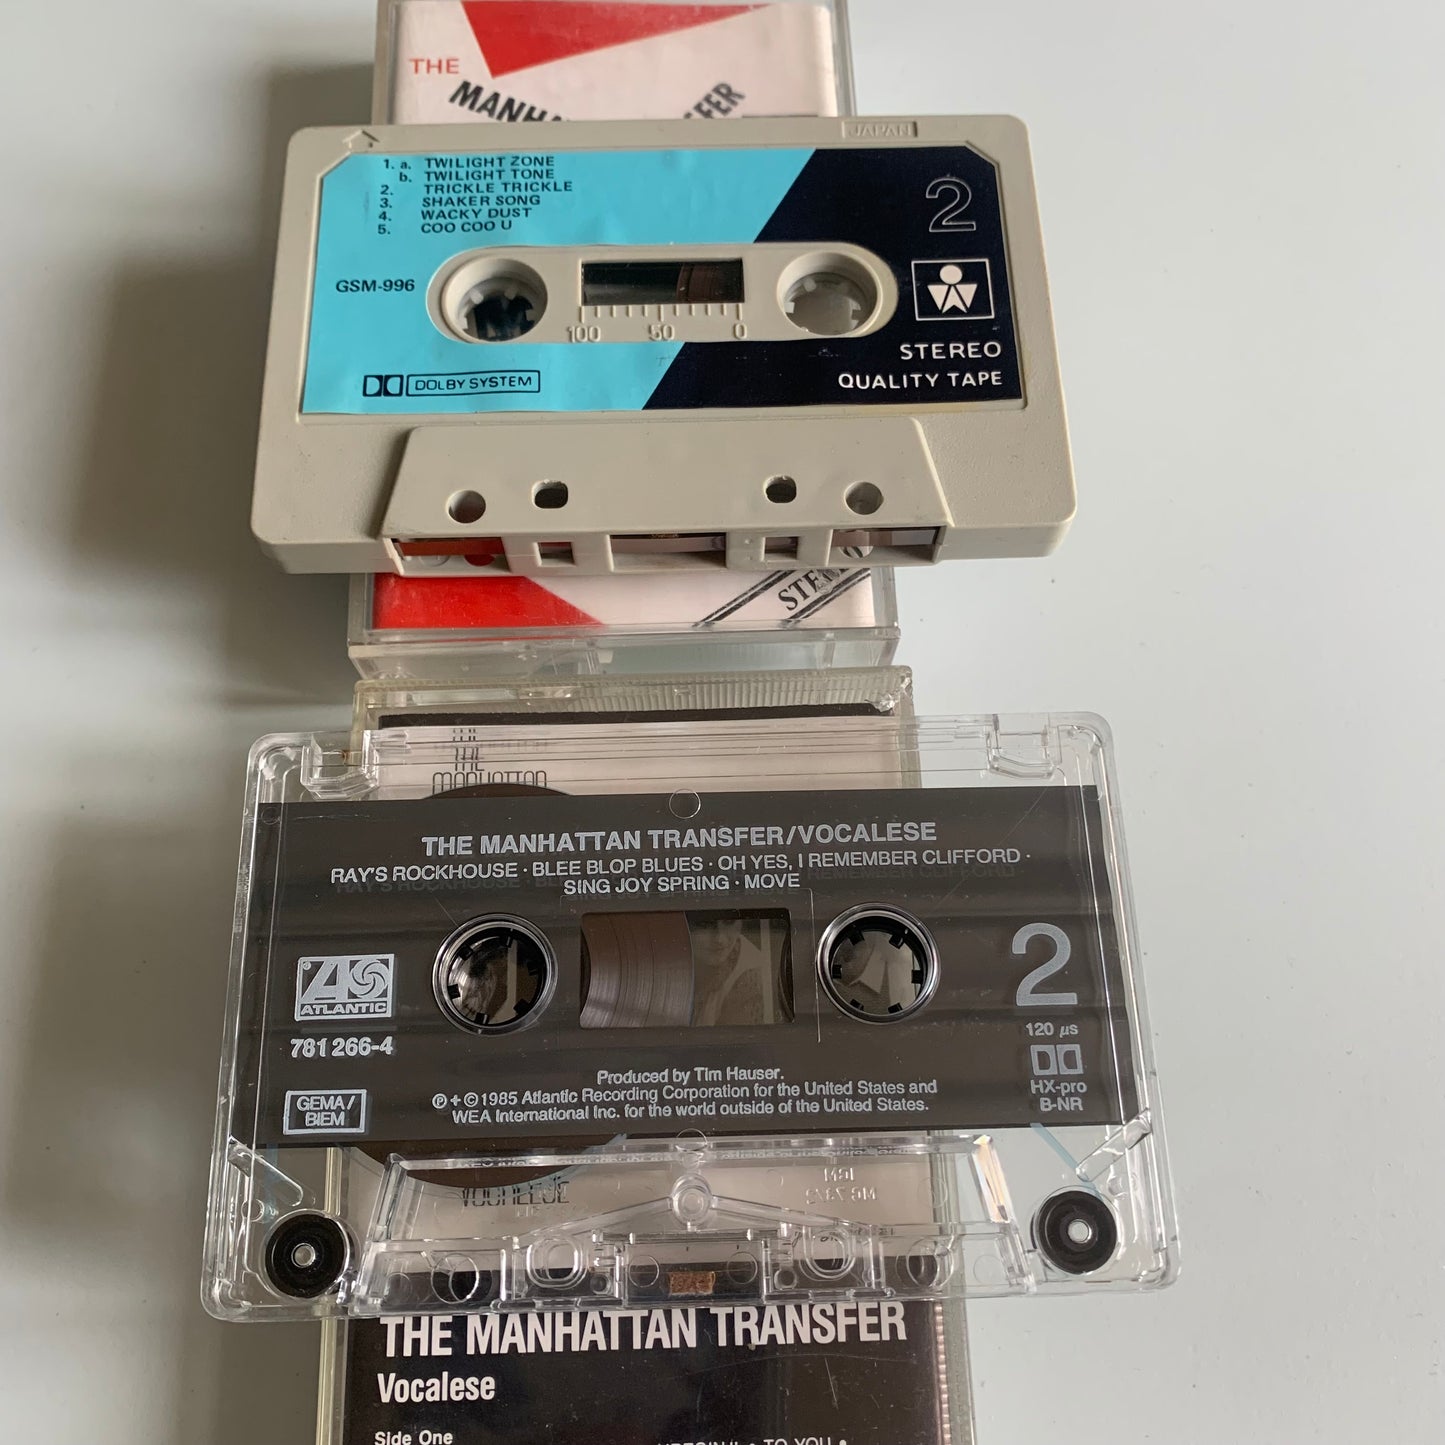 THE
JAPAN
1. a. TWILIGHT ZONE
b. TWILIGHT TONE
2. TRICKLE TRICKLE
3. SHAKER SONG
4. WACKY DUST
5. COO COO U
2
GSM-996
100 50 0
STEREO
QUALITY TAPE
DOLBY SYSTEM
THE
MANHATTAN
THE MANHATTAN TRANSFER/VOCALESE
RAY'S ROCKHOUSE · BLEE BLOP BLUES · OH YES, I REMEMBER CLIFFORD ·
SING JOY SPRING · MOVE
2
ATLANTIC
781 266-4
120 µs
HX-pro
B-NR
GEMA/
BIEM
Produced by Tim Hauser.
℗ + © 1985 Atlantic Recording Corporation for the United States and
WEA International Inc. for the world outside of the United States.
VOCALESE
THE MANHATTAN TRANSFER
Vocalese
Side One
TO YOU •